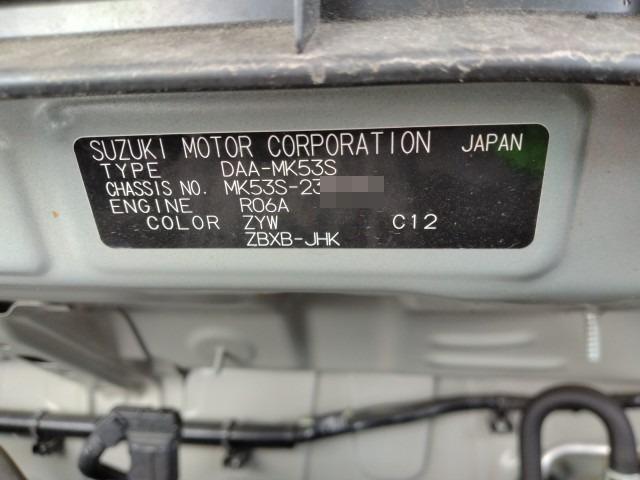 SUZUKI MOTOR CORPORATION JAPAN
TYPE DAA-MK53S
CHASSIS NO. MK53S-23
ENGINE R06A
COLOR ZYW C12
ZBXB-JHK